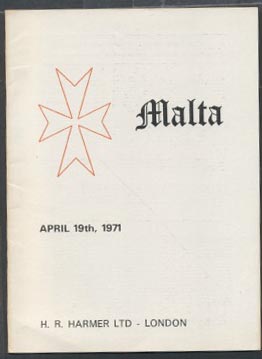 Malta
APRIL 19th, 1971
H. R. HARMER LTD - LONDON